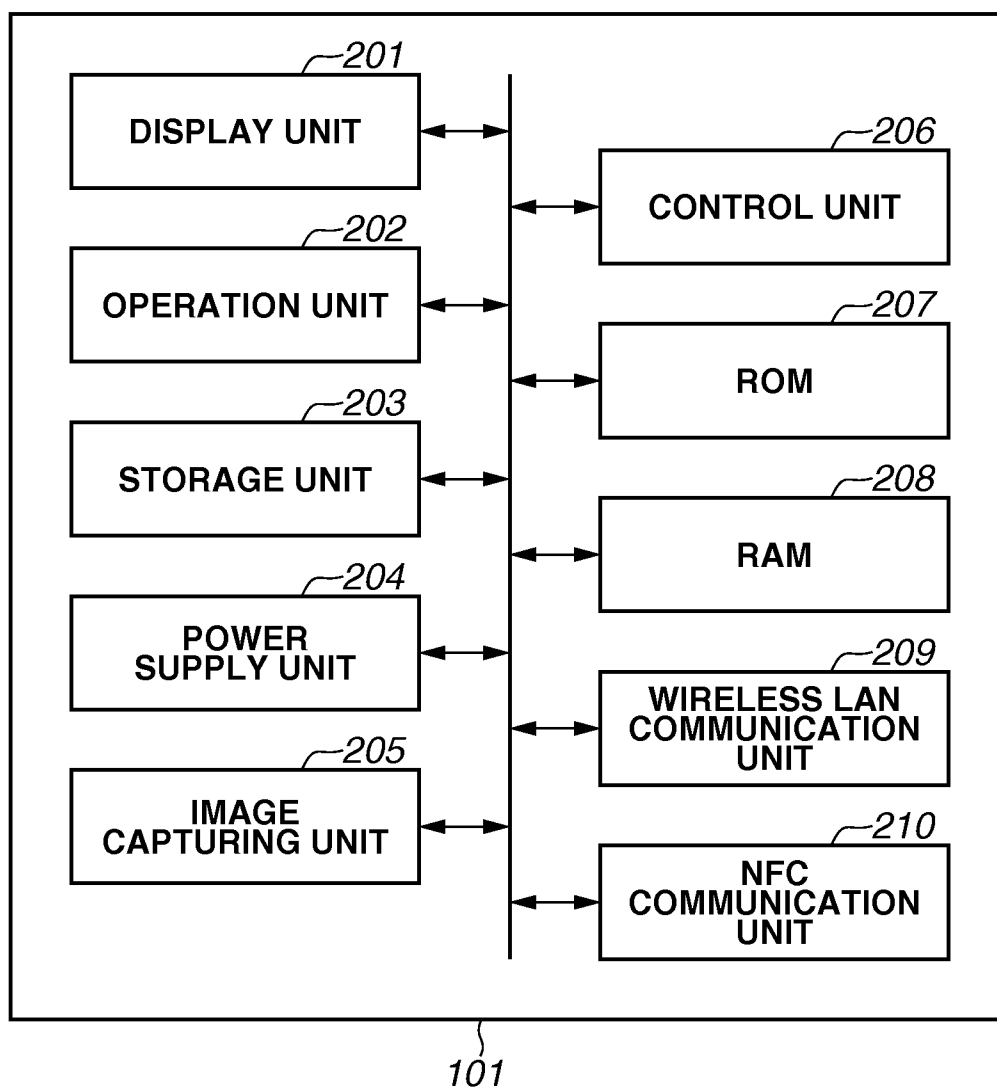 201
DISPLAY UNIT
202
OPERATION UNIT
203
STORAGE UNIT
204
POWER
SUPPLY UNIT
205
IMAGE
CAPTURING UNIT
206
CONTROL UNIT
207
ROM
208
RAM
209
WIRELESS LAN
COMMUNICATION
UNIT
210
NFC
COMMUNICATION
UNIT
101